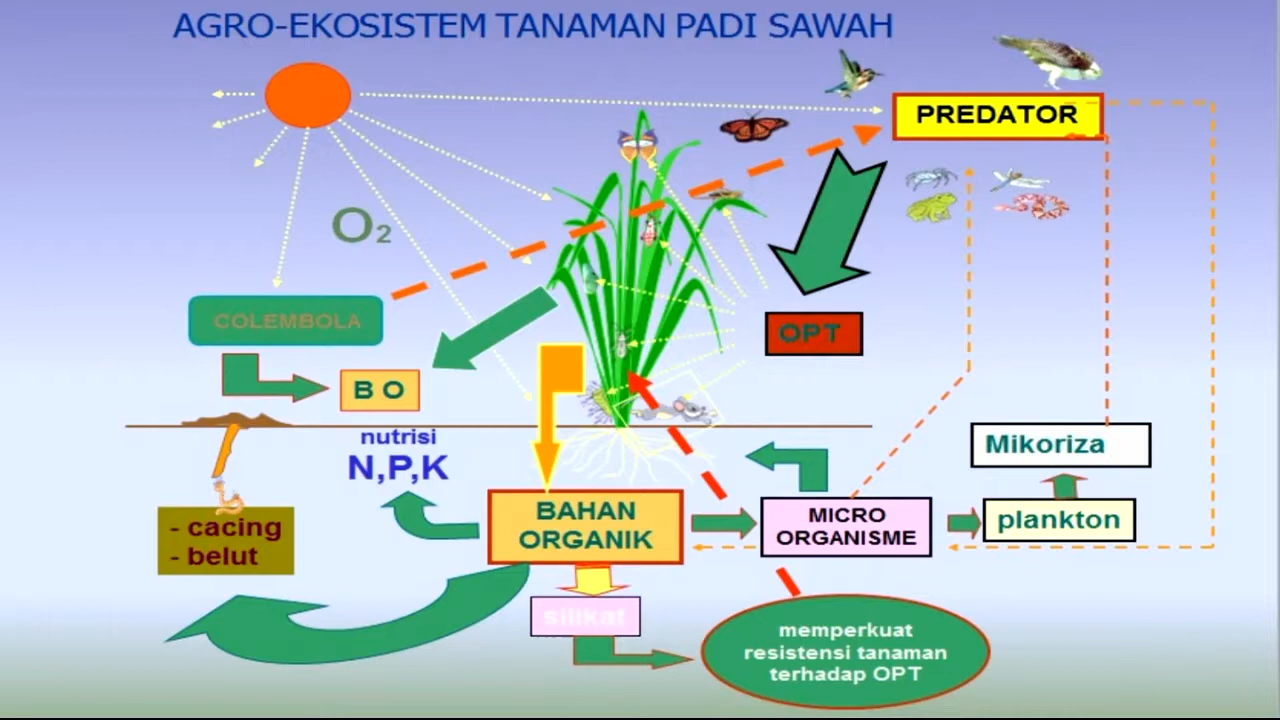 AGRO-EKOSISTEM TANAMAN PADI SAWAH
PREDATOR
O2
COLEMBOLA
OPT
B O
nutrisi
N,P,K
Mikoriza
- cacing
- belut
BAHAN
ORGANIK
MICRO
ORGANISME
plankton
silikat
memperkuat
resistensi tanaman
terhadap OPT